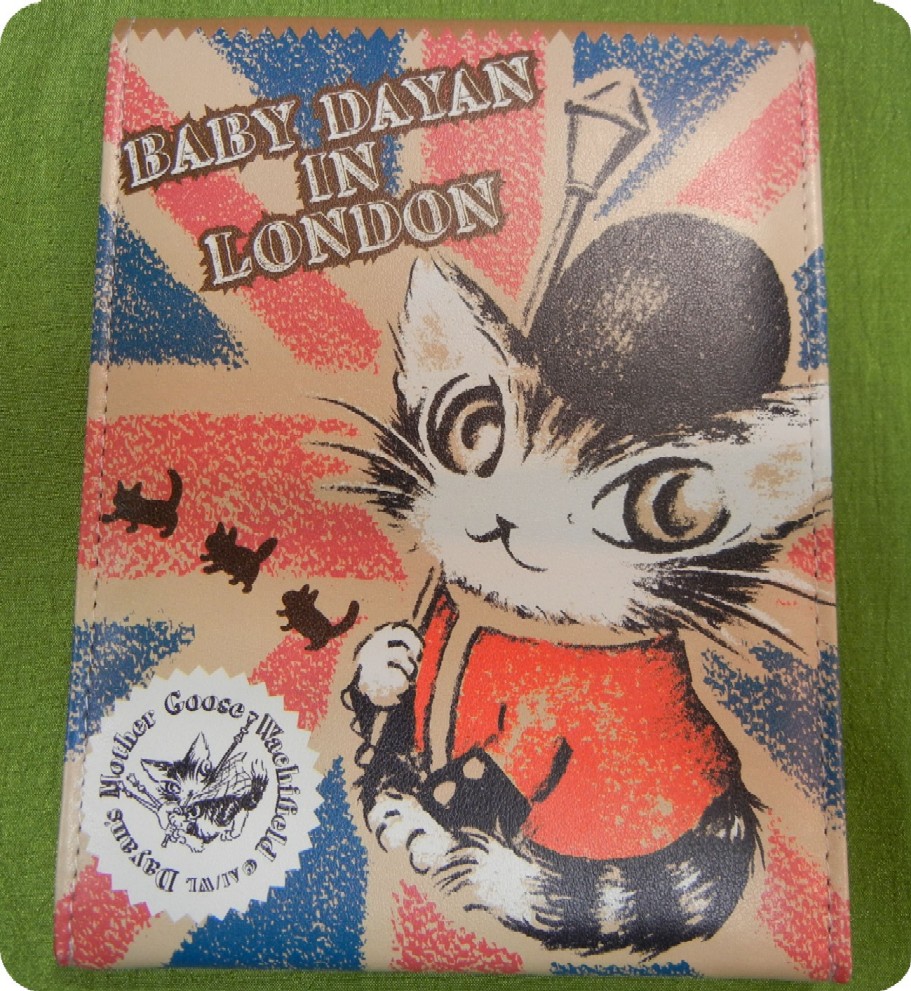 BABY DAYAN
IN
LONDON
Dayan's Mother Goose Wachifield © AI/WL